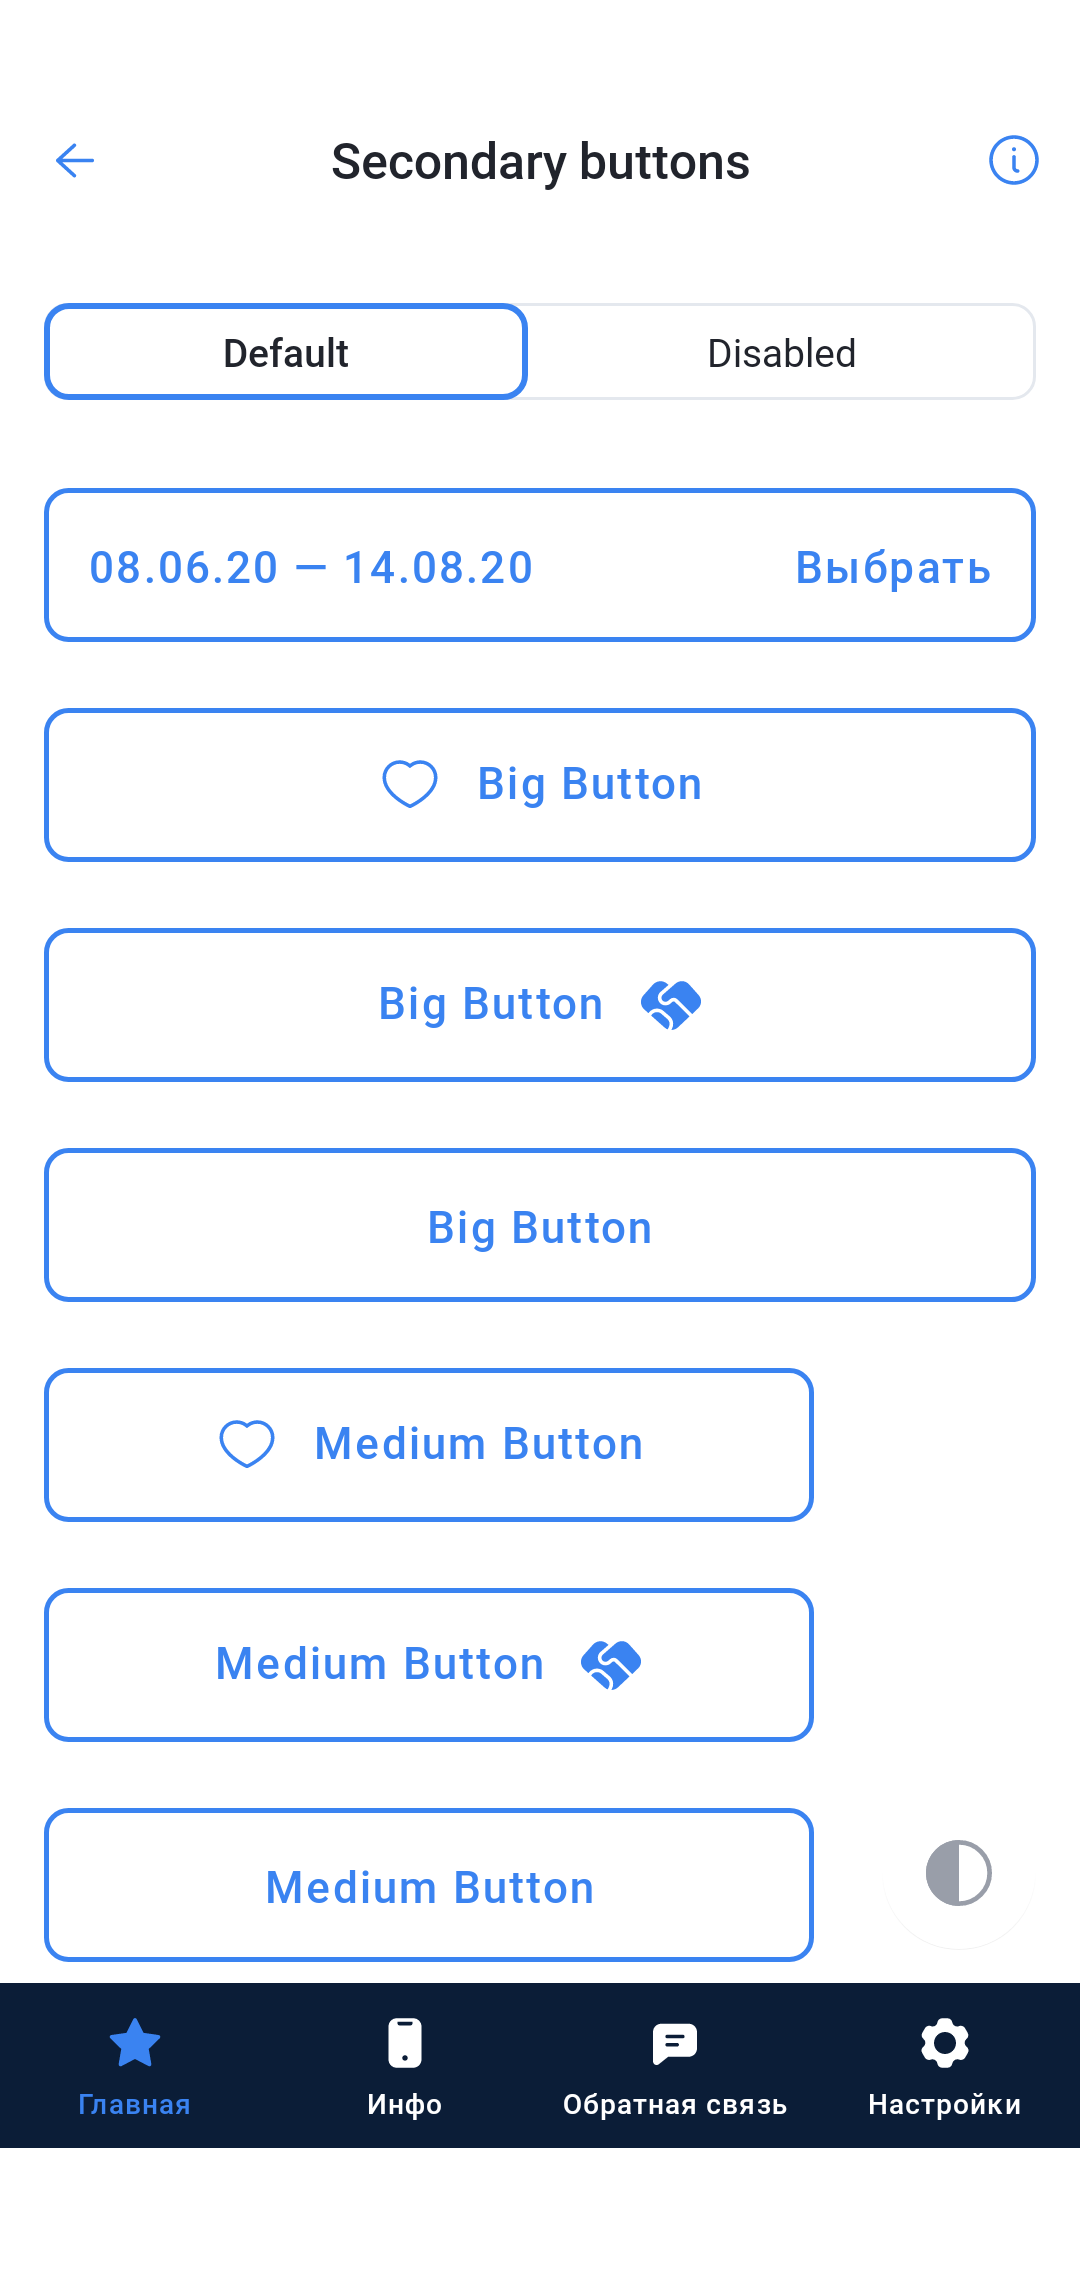 Secondary buttons
Default
Disabled
08.06.20 — 14.08.20
Выбрать
Big Button
Big Button
Big Button
Medium Button
Medium Button
Medium Button
Главная
Инфо
Обратная связь
Настройки